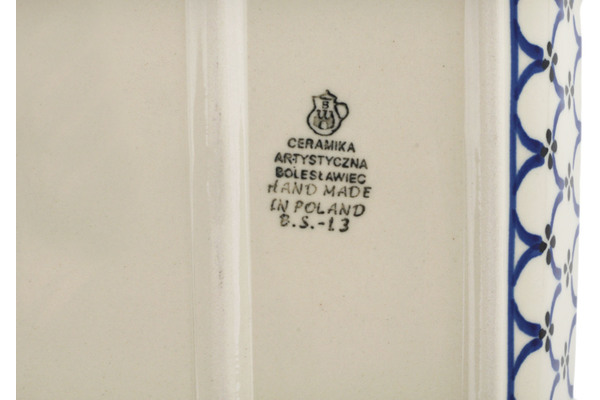 B
CERAMIKA
ARTYSTYCZNA
BOLESŁAWIEC
HAND MADE
IN POLAND
B.S.-13